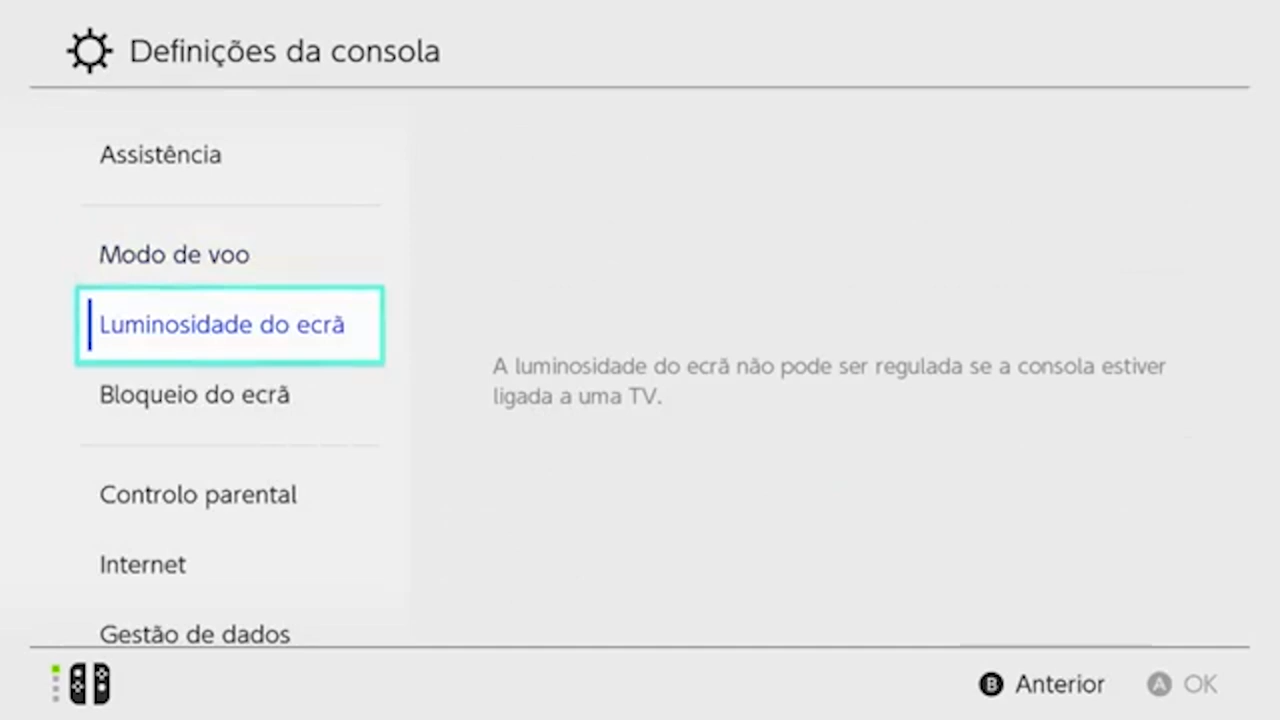 Definições da consola
Assistência
Modo de voo
Luminosidade do ecrã
Bloqueio do ecrã
Controlo parental
Internet
Gestão de dados
A luminosidade do ecrã não pode ser regulada se a consola estiver
ligada a uma TV.
B Anterior A OK